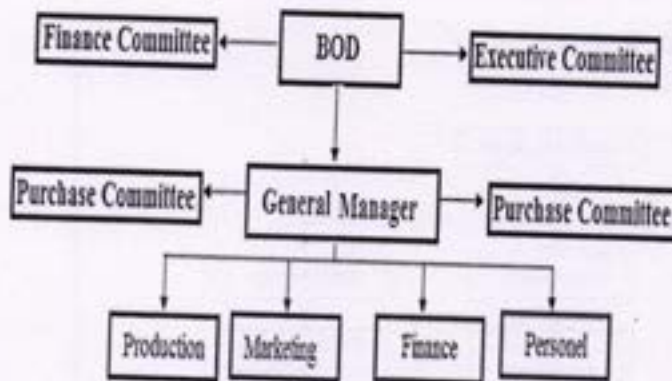 Finance Committee
BOD
Executive Committee
Purchase Committee
General Manager
Purchase Committee
Production
Marketing
Finance
Personel